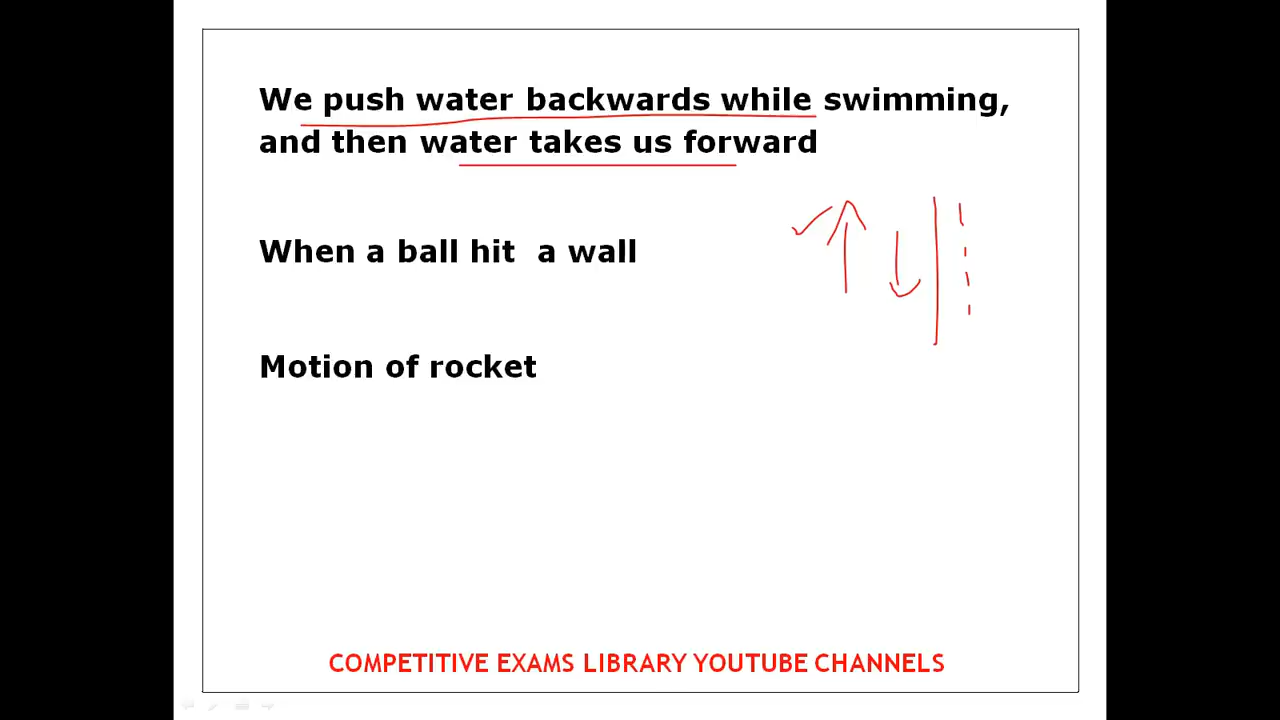 We push water backwards while swimming,
and then water takes us forward
When a ball hit a wall
Motion of rocket
COMPETITIVE EXAMS LIBRARY YOUTUBE CHANNELS